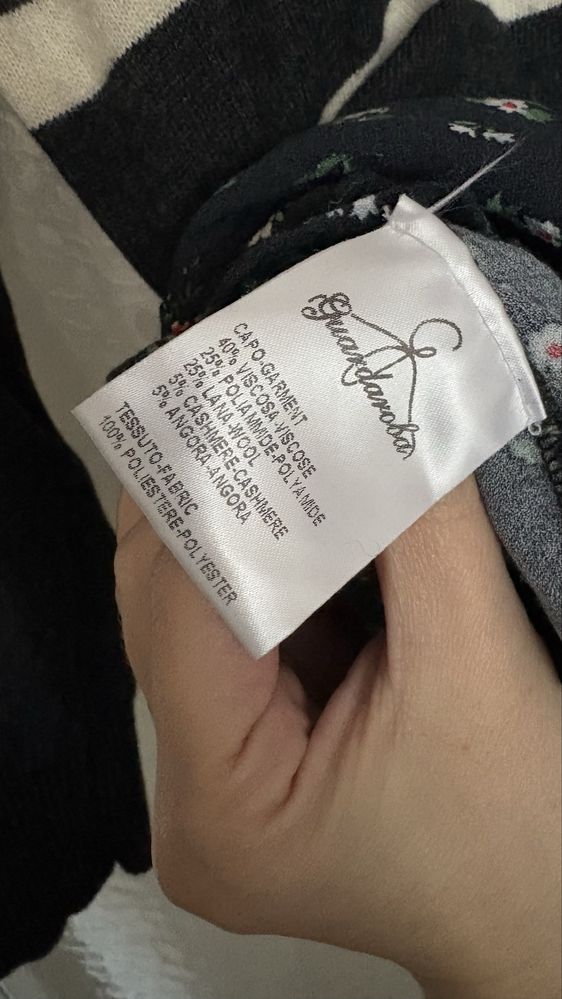 Guardaroba
CAPO-GARMENT
40% VISCOSA-VISCOSE
25% POLIAMMIDE-POLYAMIDE
25% LANA-WOOL
5% CASHMERE-CASHMERE
5% ANGORA-ANGORA
TESSUTO-FABRIC
100% POLIESTERE-POLYESTER